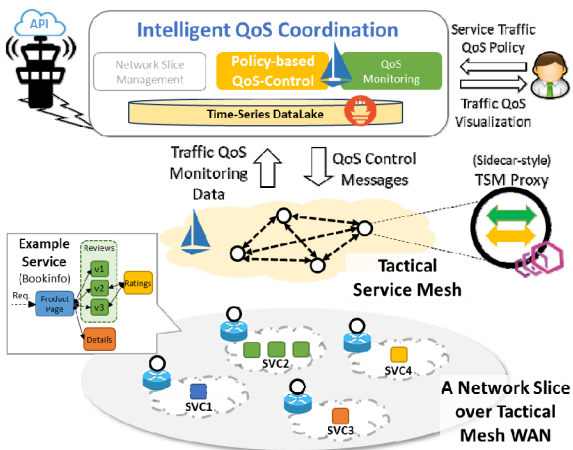 API
Intelligent QoS Coordination
Network Slice
Management
Policy-based
QoS-Control
QoS
Monitoring
Time-Series DataLake
Service Traffic
QoS Policy
Traffic QoS
Visualization
Traffic QoS
Monitoring
Data
QoS Control
Messages
(Sidecar-style)
TSM Proxy
Tactical
Service Mesh
Example
Service
(Bookinfo)
Reviews
v1
v2
v3
Ratings
Req.
Product
Page
Details
SVC1
SVC2
SVC3
SVC4
A Network Slice
over Tactical
Mesh WAN